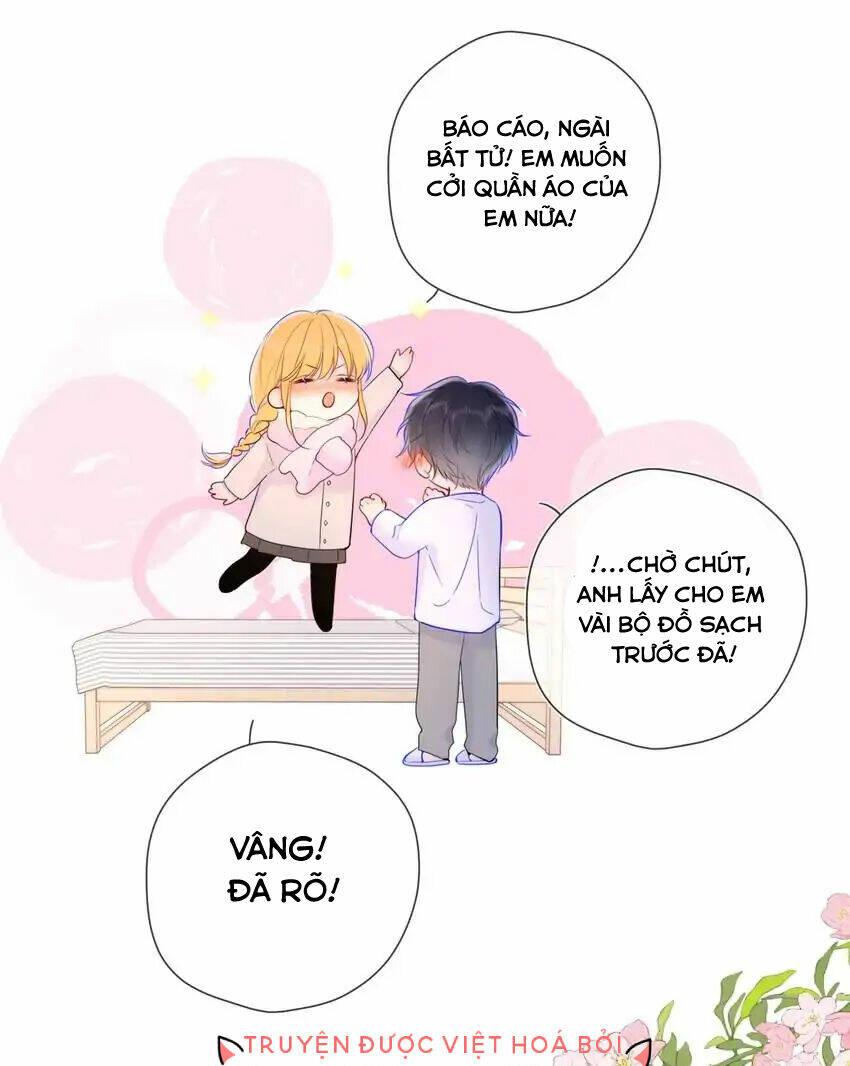 BÁO CÁO, NGÀI
BẤT TỬ! EM MUỐN
CỞI QUẦN ÁO CỦA
EM NỮA!
!...CHỜ CHÚT,
ANH LẤY CHO EM
VÀI BỘ ĐỒ SẠCH
TRƯỚC ĐÃ!
VÂNG!
ĐÃ RÕ!
TRUYỆN ĐƯỢC VIỆT HOÁ BỞI